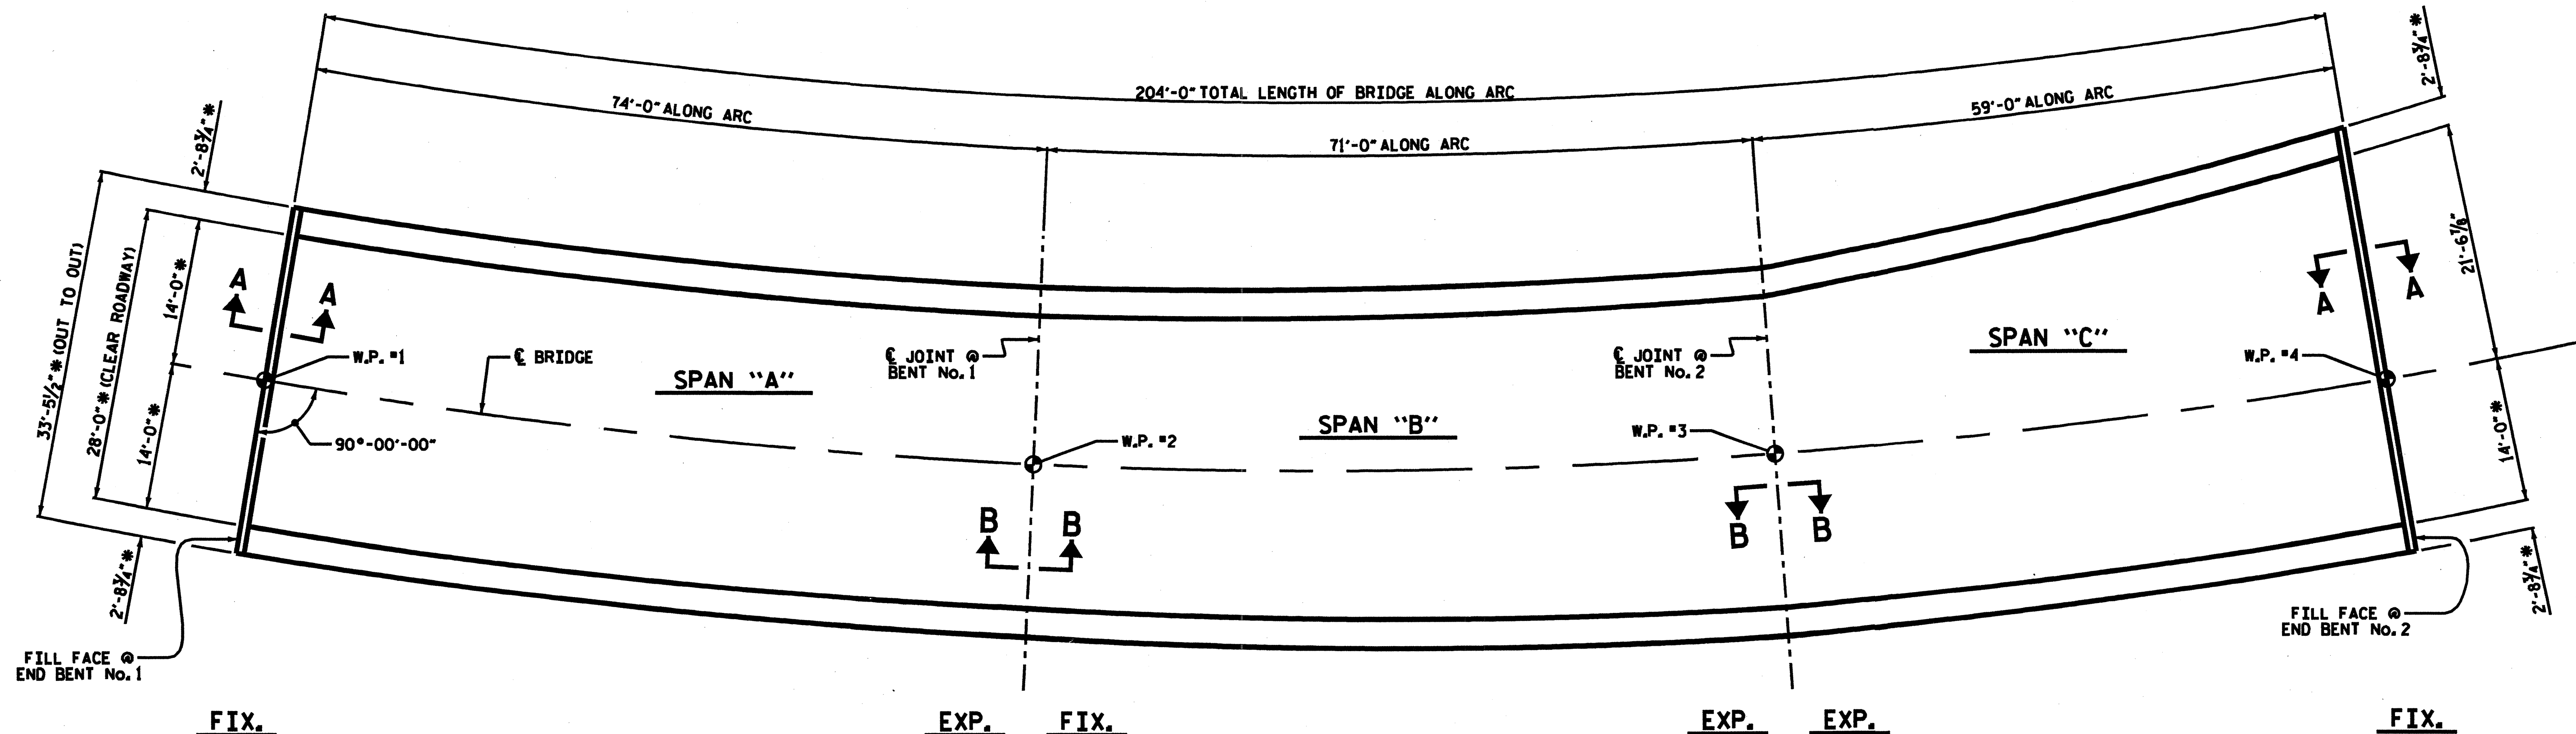 204'-0" TOTAL LENGTH OF BRIDGE ALONG ARC
74'-0" ALONG ARC
71'-0" ALONG ARC
59'-0" ALONG ARC
2'-8¾" *
2'-8¾" *
33'-5½" * (OUT TO OUT)
28'-0" * (CLEAR ROADWAY)
14'-0" *
14'-0" *
2'-8¾" *
A
A
W.P. #1
℄ BRIDGE
90°-00'-00"
SPAN "A"
℄ JOINT @
BENT No. 1
W.P. #2
B
B
SPAN "B"
℄ JOINT @
BENT No. 2
W.P. #3
B
B
SPAN "C"
W.P. #4
A
A
21'-6⅞"
14'-0" *
2'-8¾" *
FILL FACE @
END BENT No. 1
FILL FACE @
END BENT No. 2
FIX.
EXP.
FIX.
EXP.
EXP.
FIX.